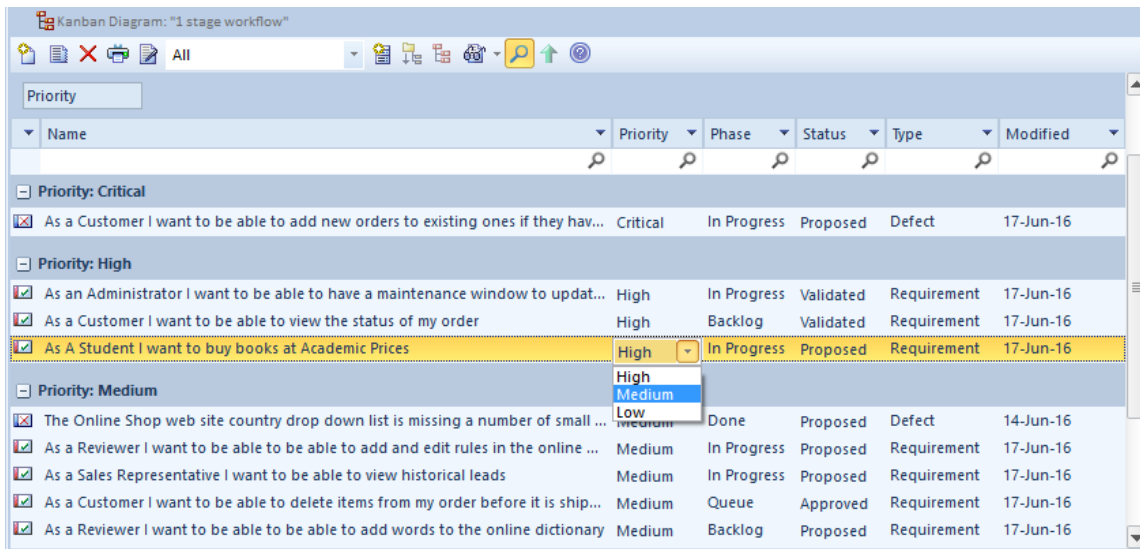 Kanban Diagram: "1 stage workflow"
All
Priority
Name Priority Phase Status Type Modified
Priority: Critical
As a Customer I want to be able to add new orders to existing ones if they hav... Critical In Progress Proposed Defect 17-Jun-16
Priority: High
As an Administrator I want to be able to have a maintenance window to updat... High In Progress Validated Requirement 17-Jun-16
As a Customer I want to be able to view the status of my order High Backlog Validated Requirement 17-Jun-16
As A Student I want to buy books at Academic Prices High In Progress Proposed Requirement 17-Jun-16
High
Priority: Medium
Medium
Low
The Online Shop web site country drop down list is missing a number of small ... Medium Done Proposed Defect 14-Jun-16
As a Reviewer I want to be able to be able to add and edit rules in the online ... Medium In Progress Proposed Requirement 17-Jun-16
As a Sales Representative I want to be able to view historical leads Medium In Progress Proposed Requirement 17-Jun-16
As a Customer I want to be able to delete items from my order before it is ship... Medium Queue Approved Requirement 17-Jun-16
As a Reviewer I want to be able to be able to add words to the online dictionary Medium Backlog Proposed Requirement 17-Jun-16